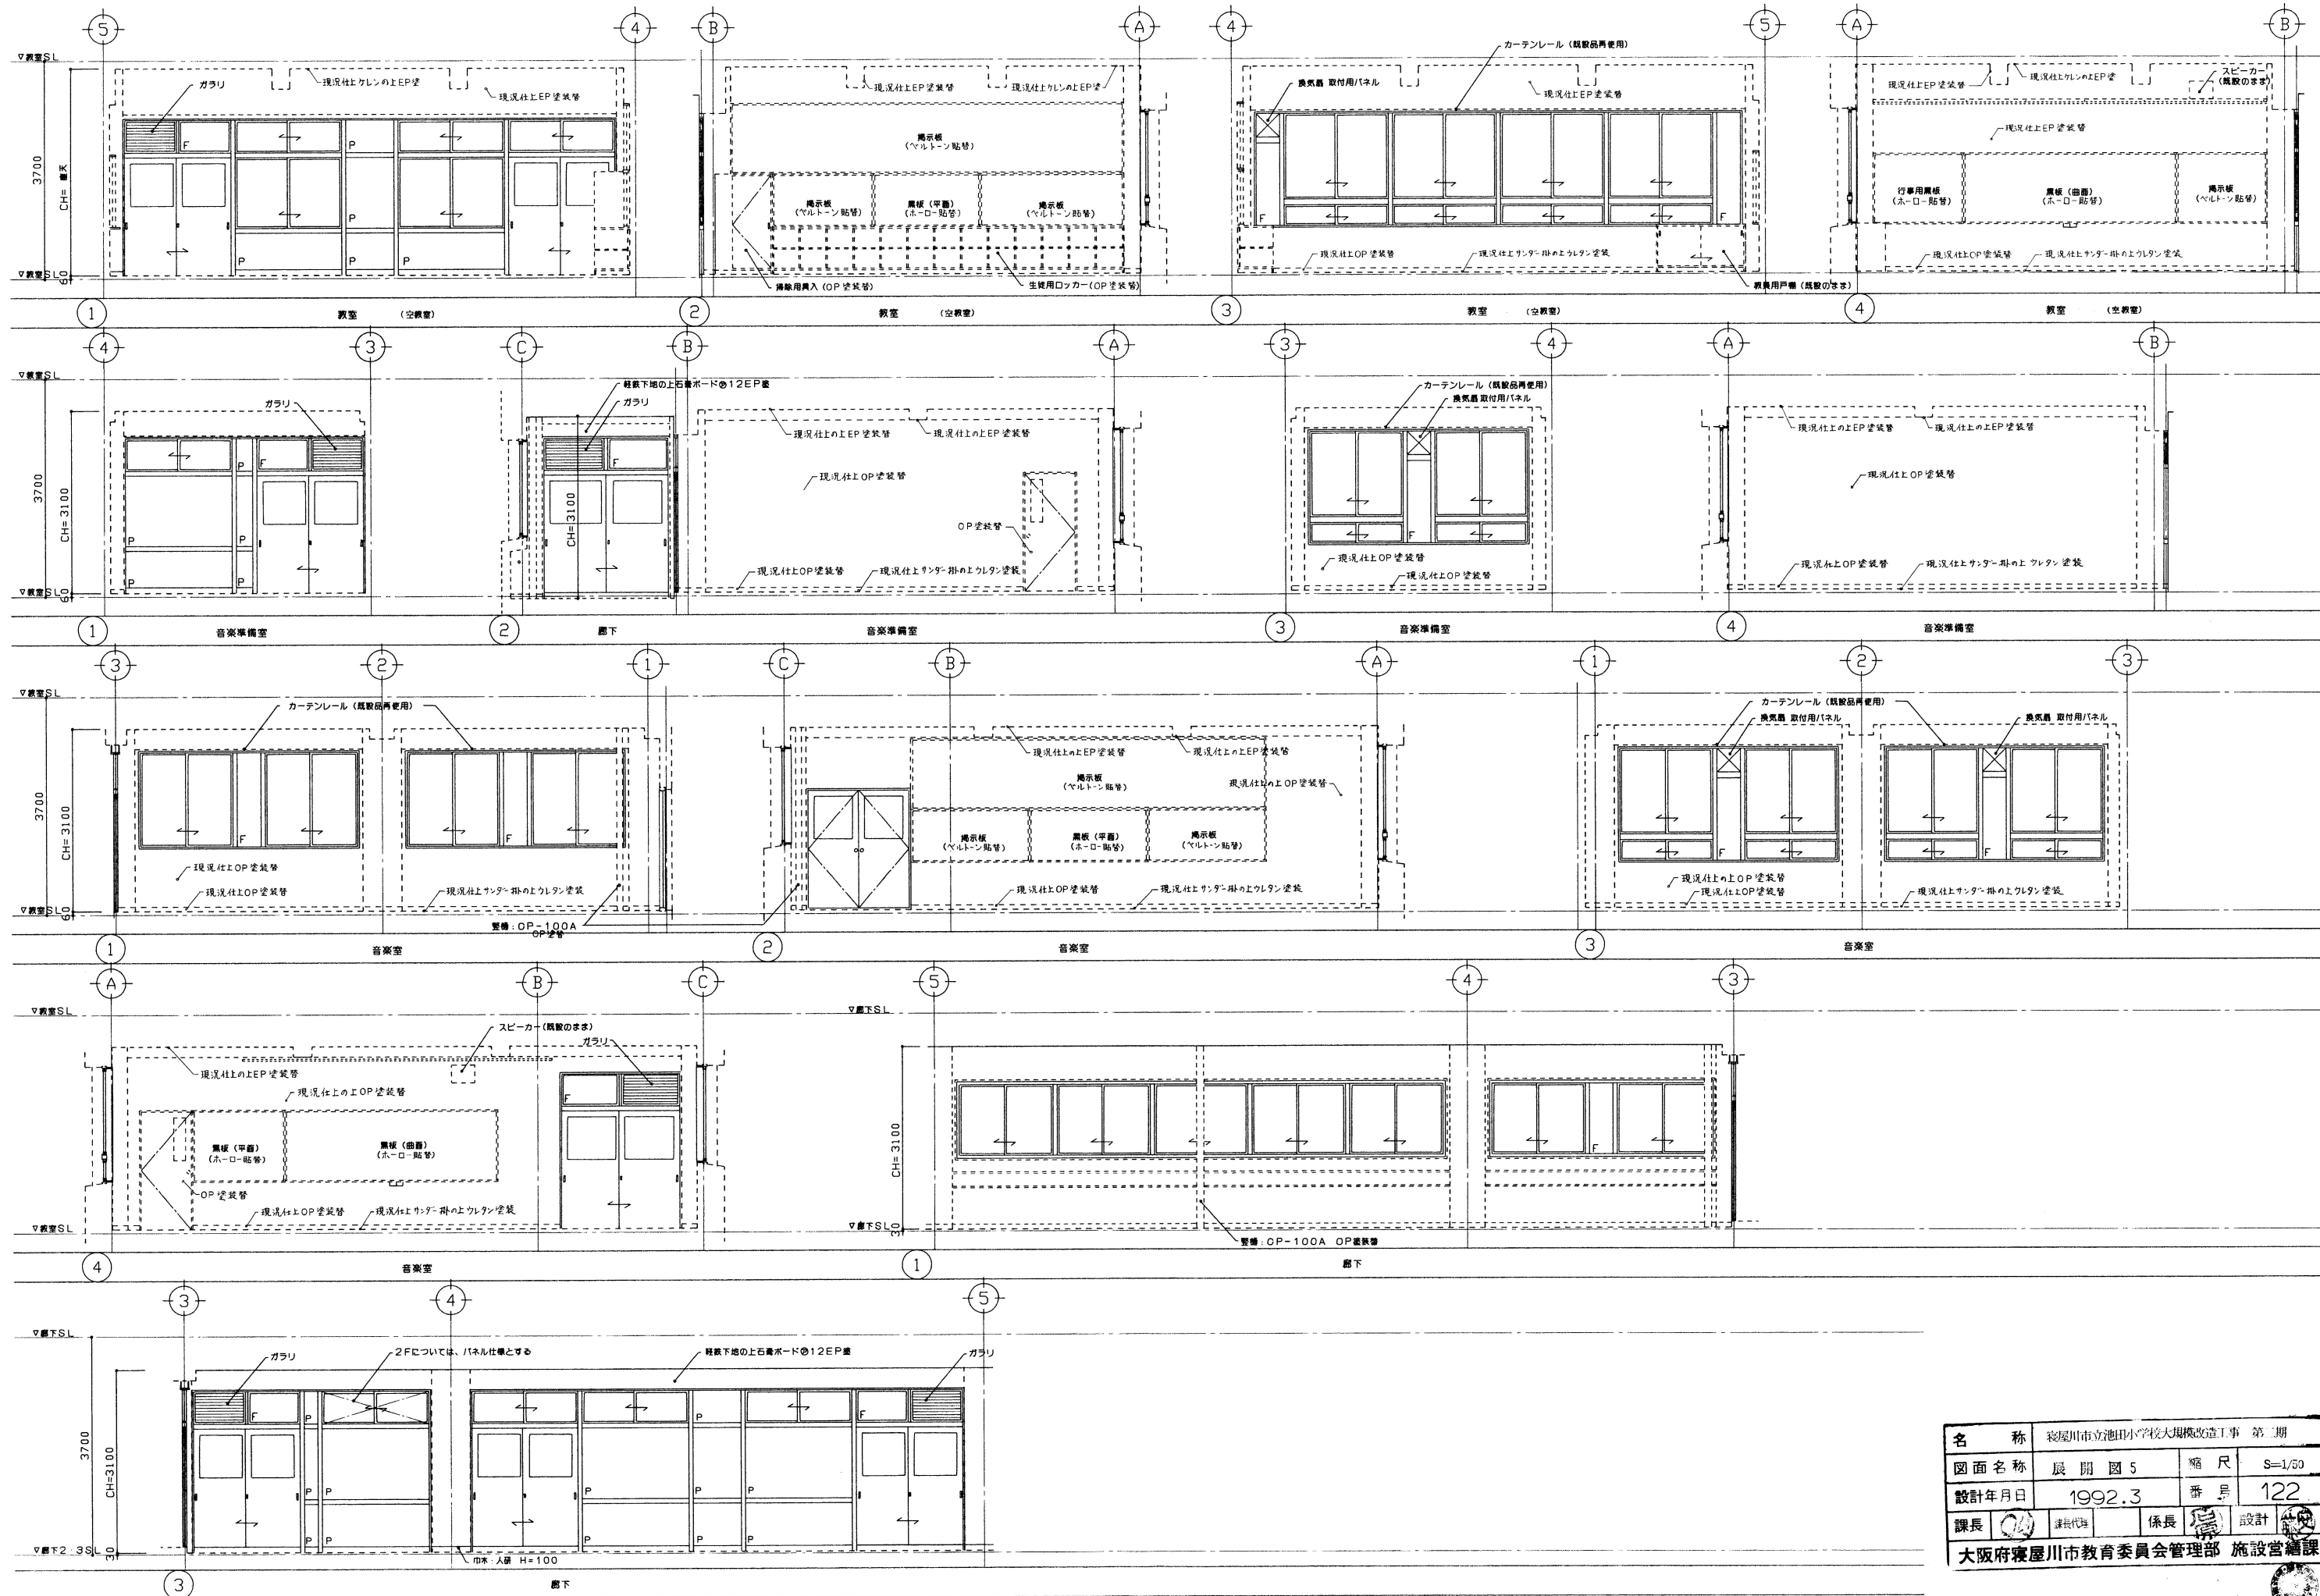 5
4
B
A
4
5
A
B
▽教室SL
ガラリ
現況仕上ケレンの上EP塗
現況仕上EP塗装替
現況仕上EP塗装替
現況仕上ケレンの上EP塗
カーテンレール（既設品再使用）
換気扇 取付用パネル
現況仕上EP塗装替
現況仕上EP塗装替
現況仕上ケレンの上EP塗
スピーカー
（既設のまま）
現況仕上EP塗装替
3700
CH= 直天
F
P
P
P
P
P
掲示板
（ベルトーン貼替）
掲示板
（ベルトーン貼替）
黒板（平面）
（ホーロー貼替）
掲示板
（ベルトーン貼替）
F
F
行事用黒板
（ホーロー貼替）
黒板（曲面）
（ホーロー貼替）
掲示板
（ベルトーン貼替）
▽教室SL
60
掃除用具入（OP塗装替）
生徒用ロッカー（OP塗装替）
現況仕上OP塗装替
現況仕上サンダー掛の上ウレタン塗装
教員用戸棚（既設のまま）
現況仕上OP塗装替
現況仕上サンダー掛の上ウレタン塗装
1
教室 （空教室）
2
教室 （空教室）
3
教室 （空教室）
4
教室 （空教室）
4
3
C
B
A
3
4
A
B
▽教室SL
ガラリ
軽鉄下地の上石膏ボード⑦12EP塗
ガラリ
現況仕上の上EP塗装替
現況仕上の上EP塗装替
カーテンレール（既設品再使用）
換気扇取付用パネル
現況仕上の上EP塗装替
現況仕上の上EP塗装替
3700
CH=3100
P
F
P
P
P
P
F
CH=3100
現況仕上OP塗装替
OP塗装替
現況仕上OP塗装替
現況仕上サンダー掛の上ウレタン塗装
F
現況仕上OP塗装替
現況仕上OP塗装替
現況仕上OP塗装替
現況仕上OP塗装替
現況仕上サンダー掛の上ウレタン塗装
▽教室SL
60
1
音楽準備室
2
廊下
音楽準備室
3
音楽準備室
4
音楽準備室
3
2
1
C
B
A
1
2
3
▽教室SL
カーテンレール（既設品再使用）
現況仕上の上EP塗装替
現況仕上の上EP塗装替
カーテンレール（既設品再使用）
換気扇 取付用パネル
換気扇 取付用パネル
3700
CH=3100
F
F
掲示板
（ベルトーン貼替）
現況仕上の上OP塗装替
掲示板
（ベルトーン貼替）
黒板（平面）
（ホーロー貼替）
掲示板
（ベルトーン貼替）
F
F
現況仕上OP塗装替
現況仕上OP塗装替
現況仕上サンダー掛の上ウレタン塗装
現況仕上OP塗装替
現況仕上サンダー掛の上ウレタン塗装
現況仕上の上OP塗装替
現況仕上OP塗装替
現況仕上サンダー掛の上ウレタン塗装
▽教室SL
60
竪樋：OP-100A
OP塗替
1
音楽室
2
音楽室
3
音楽室
A
B
C
5
4
3
▽教室SL
スピーカー（既設のまま）
ガラリ
▽廊下SL
現況仕上の上EP塗装替
現況仕上の上OP塗装替
F
黒板（平面）
（ホーロー貼替）
黒板（曲面）
（ホーロー貼替）
OP塗装替
現況仕上OP塗装替
現況仕上サンダー掛の上ウレタン塗装
CH=3100
F
▽教室SL
▽廊下SL
30
竪樋：OP-100A OP塗装替
4
音楽室
1
廊下
3
4
5
▽廊下SL
ガラリ
2Fについては、パネル仕様とする
軽鉄下地の上石膏ボード⑦12EP塗
ガラリ
3700
CH=3100
F
P
P
F
P
P
P
P
P
P
P
P
P
P
▽廊下2・3SL
30
巾木：人研 H=100
3
廊下
名称 寝屋川市立池田小学校大規模改造工事 第二期
図面名称 展開図5 縮尺 S=1/50
設計年月日 1992.3 番号 122
課長 課長代理 係長 設計
大阪府寝屋川市教育委員会管理部 施設営繕課